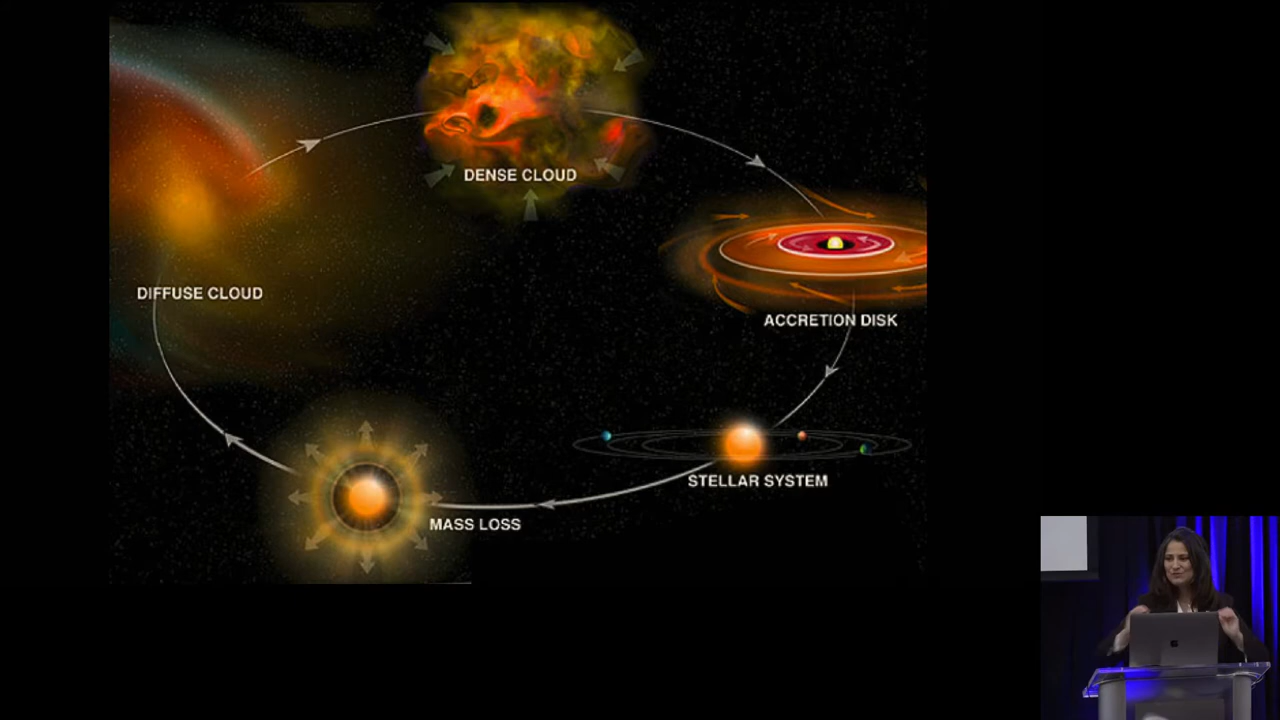 DENSE CLOUD
DIFFUSE CLOUD
ACCRETION DISK
STELLAR SYSTEM
MASS LOSS